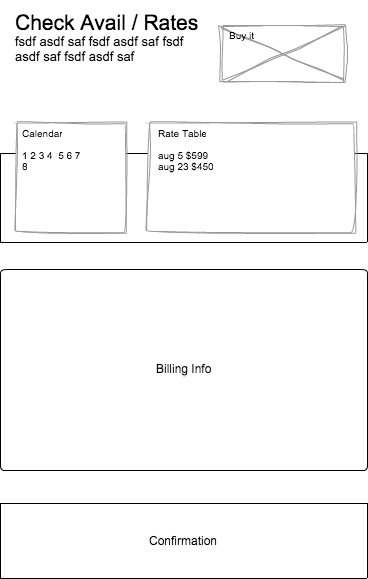 Check Avail / Rates
fsdf asdf saf fsdf asdf saf fsdf
asdf saf fsdf asdf saf
Buy it
Calendar
1 2 3 4 5 6 7
8
Rate Table
aug 5 $599
aug 23 $450
Billing Info
Confirmation